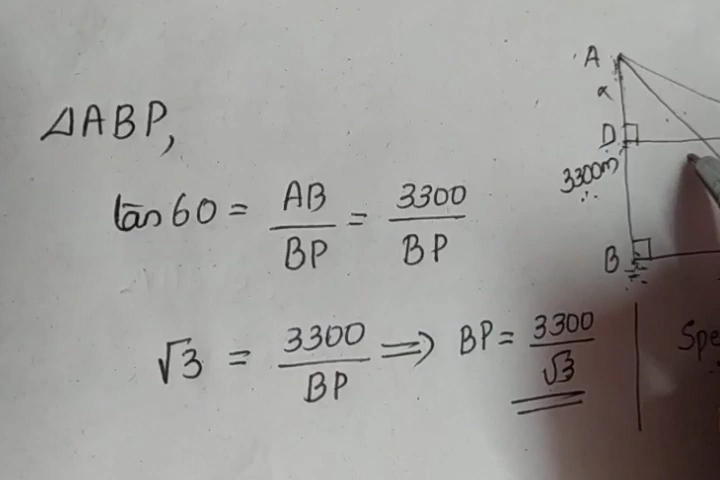 ΔABP,
tan 60 = AB/BP = 3300/BP
√3 = 3300/BP ⟹ BP = 3300/√3
A
α
D
3300m
B
Spe